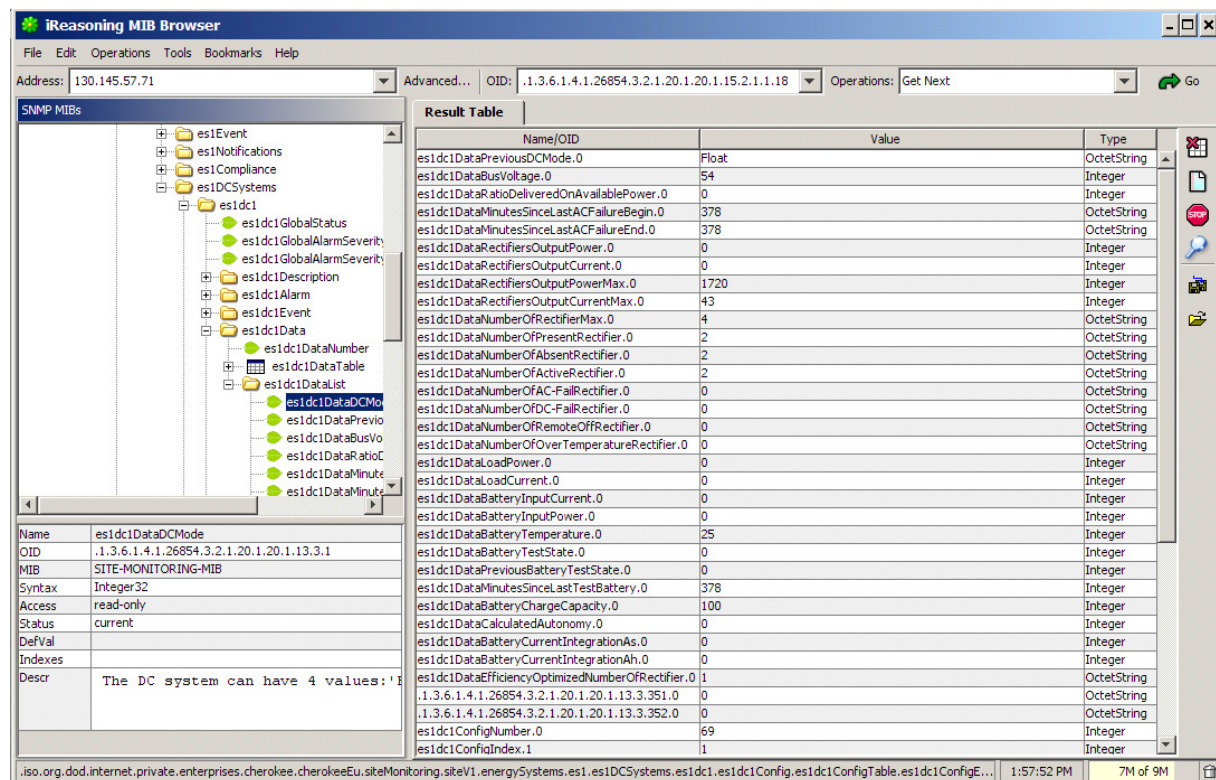 iReasoning MIB Browser
File Edit Operations Tools Bookmarks Help
Address: 130.145.57.71 Advanced... OID: .1.3.6.1.4.1.26854.3.2.1.20.1.20.1.15.2.1.1.18 Operations: Get Next Go
SNMP MIBs
es1Event
es1Notifications
es1Compliance
es1DCSystems
es1dc1
es1dc1GlobalStatus
es1dc1GlobalAlarmSeverity
es1dc1GlobalAlarmSeverity
es1dc1Description
es1dc1Alarm
es1dc1Event
es1dc1Data
es1dc1DataNumber
es1dc1DataTable
es1dc1DataList
es1dc1DataDCMo
es1dc1DataPrevio
es1dc1DataBusVo
es1dc1DataRatioD
es1dc1DataMinute
es1dc1DataMinute
Name es1dc1DataDCMode
OID .1.3.6.1.4.1.26854.3.2.1.20.1.20.1.13.3.1
MIB SITE-MONITORING-MIB
Syntax Integer32
Access read-only
Status current
DefVal
Indexes
Descr The DC system can have 4 values:'
Result Table
Name/OID Value Type
es1dc1DataPreviousDCMode.0 Float OctetString
es1dc1DataBusVoltage.0 54 Integer
es1dc1DataRatioDeliveredOnAvailablePower.0 0 Integer
es1dc1DataMinutesSinceLastACFailureBegin.0 378 OctetString
es1dc1DataMinutesSinceLastACFailureEnd.0 378 OctetString
es1dc1DataRectifiersOutputPower.0 0 Integer
es1dc1DataRectifiersOutputCurrent.0 0 Integer
es1dc1DataRectifiersOutputPowerMax.0 1720 Integer
es1dc1DataRectifiersOutputCurrentMax.0 43 Integer
es1dc1DataNumberOfRectifierMax.0 4 OctetString
es1dc1DataNumberOfPresentRectifier.0 2 OctetString
es1dc1DataNumberOfAbsentRectifier.0 2 OctetString
es1dc1DataNumberOfActiveRectifier.0 2 OctetString
es1dc1DataNumberOfAC-FailRectifier.0 0 OctetString
es1dc1DataNumberOfDC-FailRectifier.0 0 OctetString
es1dc1DataNumberOfRemoteOffRectifier.0 0 OctetString
es1dc1DataNumberOfOverTemperatureRectifier.0 0 OctetString
es1dc1DataLoadPower.0 0 Integer
es1dc1DataLoadCurrent.0 0 Integer
es1dc1DataBatteryInputCurrent.0 0 Integer
es1dc1DataBatteryInputPower.0 0 Integer
es1dc1DataBatteryTemperature.0 25 Integer
es1dc1DataBatteryTestState.0 0 Integer
es1dc1DataPreviousBatteryTestState.0 0 Integer
es1dc1DataMinutesSinceLastTestBattery.0 378 Integer
es1dc1DataBatteryChargeCapacity.0 100 Integer
es1dc1DataCalculatedAutonomy.0 0 Integer
es1dc1DataBatteryCurrentIntegrationAs.0 0 Integer
es1dc1DataBatteryCurrentIntegrationAh.0 0 Integer
es1dc1DataEfficiencyOptimizedNumberOfRectifier.0 1 OctetString
.1.3.6.1.4.1.26854.3.2.1.20.1.20.1.13.3.351.0 0 OctetString
.1.3.6.1.4.1.26854.3.2.1.20.1.20.1.13.3.352.0 0 OctetString
es1dc1ConfigNumber.0 69 Integer
es1dc1ConfigIndex.1 1 Integer
STOP
.iso.org.dod.internet.private.enterprises.cherokee.cherokeeEu.siteMonitoring.siteV1.energySystems.es1.es1DCSystems.es1dc1.es1dc1Config.es1dc1ConfigTable.es1dc1ConfigE... 1:57:52 PM 7M of 9M